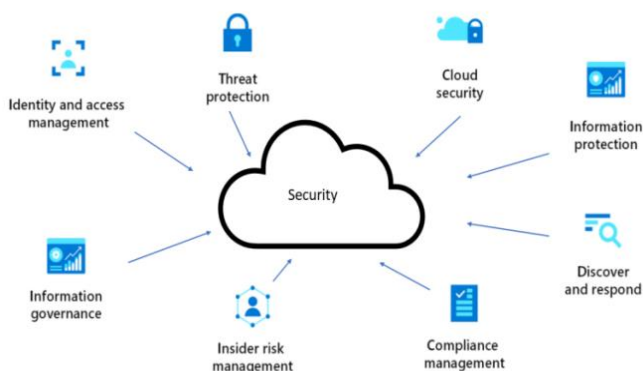 Threat
protection
Cloud
security
Identity and access
management
Information
protection
Security
Information
governance
Discover
and respond
Insider risk
management
Compliance
management